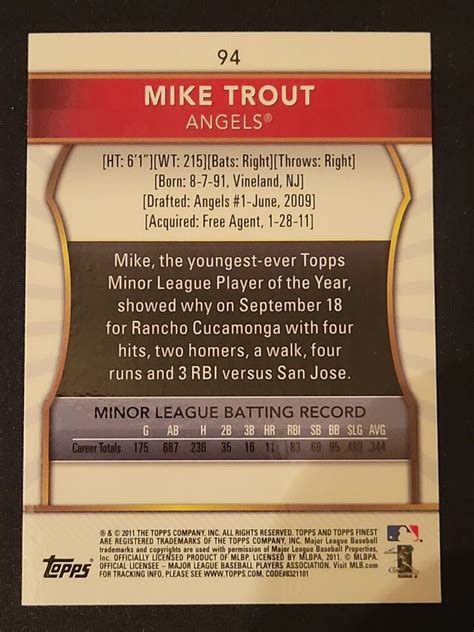 94
MIKE TROUT
ANGELS®
[HT: 6'1"][WT: 215][Bats: Right][Throws: Right]
[Born: 8-7-91, Vineland, NJ]
[Drafted: Angels #1-June, 2009]
[Acquired: Free Agent, 1-28-11]
Mike, the youngest-ever Topps
Minor League Player of the Year,
showed why on September 18
for Rancho Cucamonga with four
hits, two homers, a walk, four
runs and 3 RBI versus San Jose.
MINOR LEAGUE BATTING RECORD
G AB H 2B 3B HR RBI SB BB SLG AVG
Career Totals 175 687 236 35 16 11 83 69 95 .489 .344
® & © 2011 THE TOPPS COMPANY, INC. ALL RIGHTS RESERVED. TOPPS AND TOPPS FINEST
ARE REGISTERED TRADEMARKS OF THE TOPPS COMPANY, INC. Major League Baseball
trademarks and copyrights are used with permission of Major League Baseball Properties,
Inc. OFFICIALLY LICENSED PRODUCT OF MLBP. LICENSED BY MLBPA, 2011. © MLBPA.
OFFICIAL LICENSEE - MAJOR LEAGUE BASEBALL PLAYERS ASSOCIATION. Visit MLB.com
FOR TRACKING INFO, PLEASE SEE WWW.TOPPS.COM. CODE#8321101
Topps